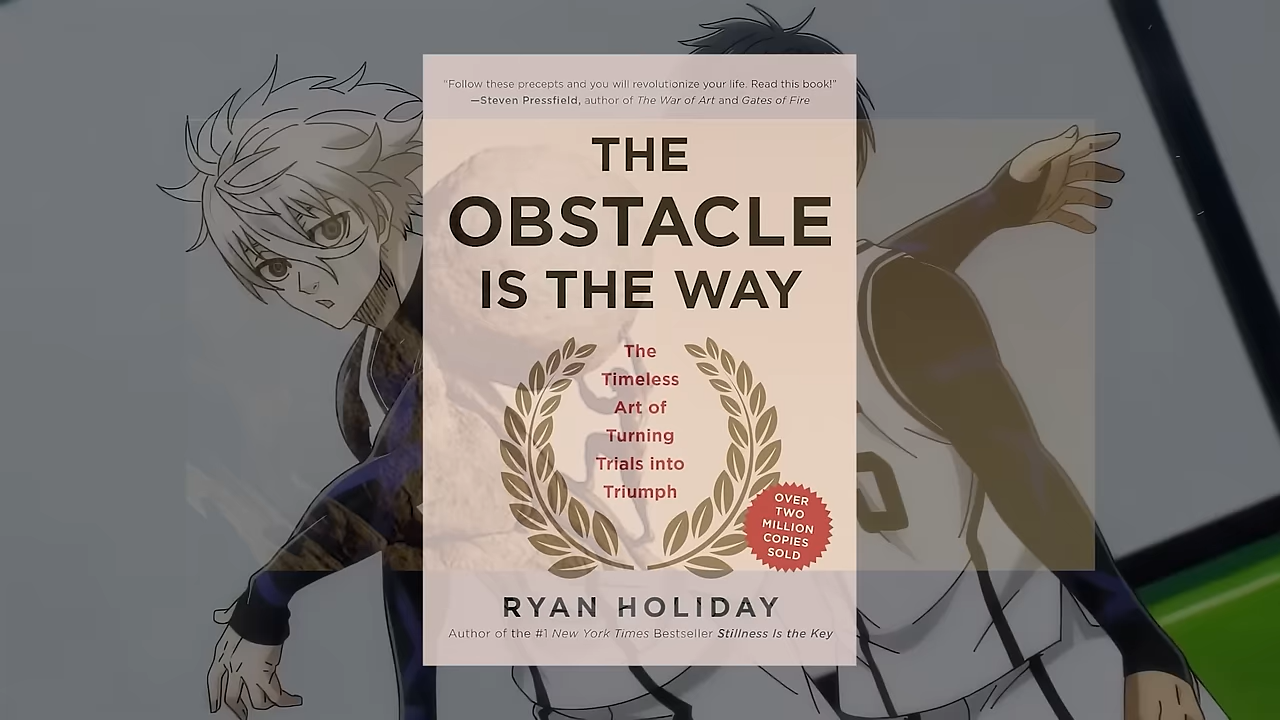 "Follow these precepts and you will revolutionize your life. Read this book!"
—Steven Pressfield, author of The War of Art and Gates of Fire
THE
OBSTACLE
IS THE WAY
The
Timeless
Art of
Turning
Trials into
Triumph
OVER
TWO
MILLION
COPIES
SOLD
RYAN HOLIDAY
Author of the #1 New York Times Bestseller Stillness Is the Key